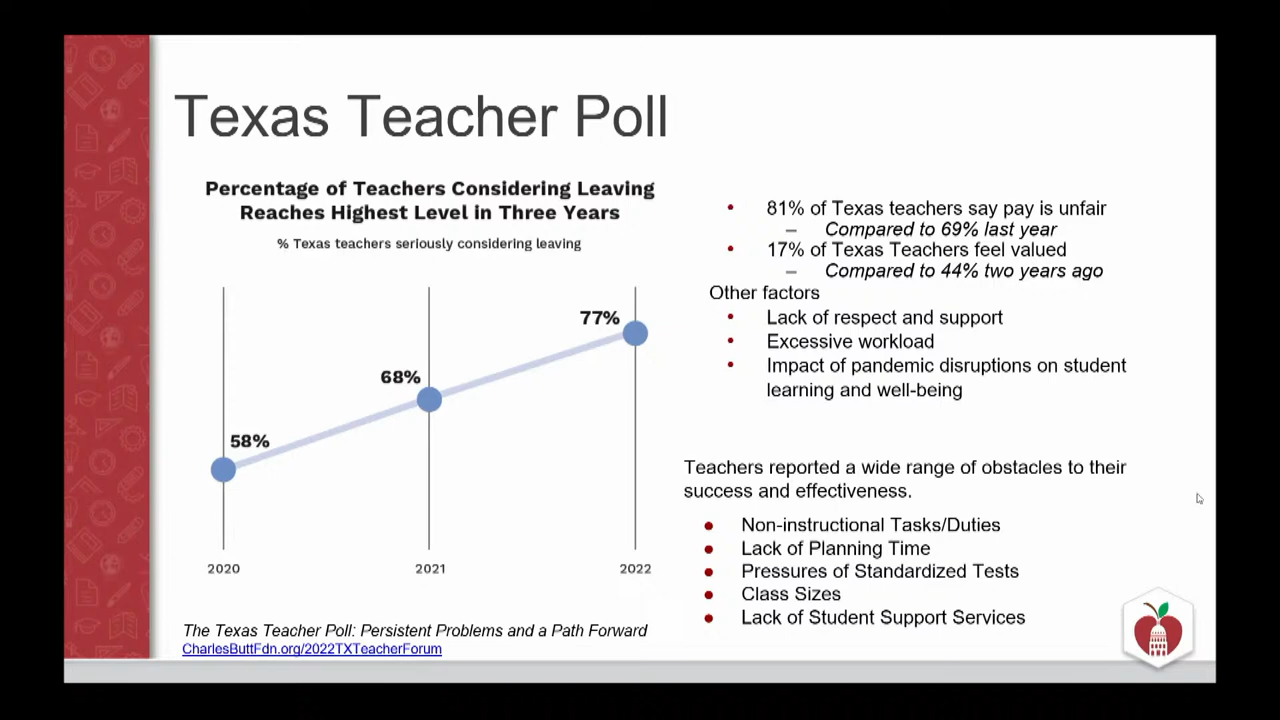 Texas Teacher Poll
Percentage of Teachers Considering Leaving
Reaches Highest Level in Three Years
% Texas teachers seriously considering leaving
58%
68%
77%
2020
2021
2022
The Texas Teacher Poll: Persistent Problems and a Path Forward
CharlesButtFdn.org/2022TXTeacherForum
• 81% of Texas teachers say pay is unfair
– Compared to 69% last year
• 17% of Texas Teachers feel valued
– Compared to 44% two years ago
Other factors
• Lack of respect and support
• Excessive workload
• Impact of pandemic disruptions on student
learning and well-being
Teachers reported a wide range of obstacles to their
success and effectiveness.
• Non-instructional Tasks/Duties
• Lack of Planning Time
• Pressures of Standardized Tests
• Class Sizes
• Lack of Student Support Services